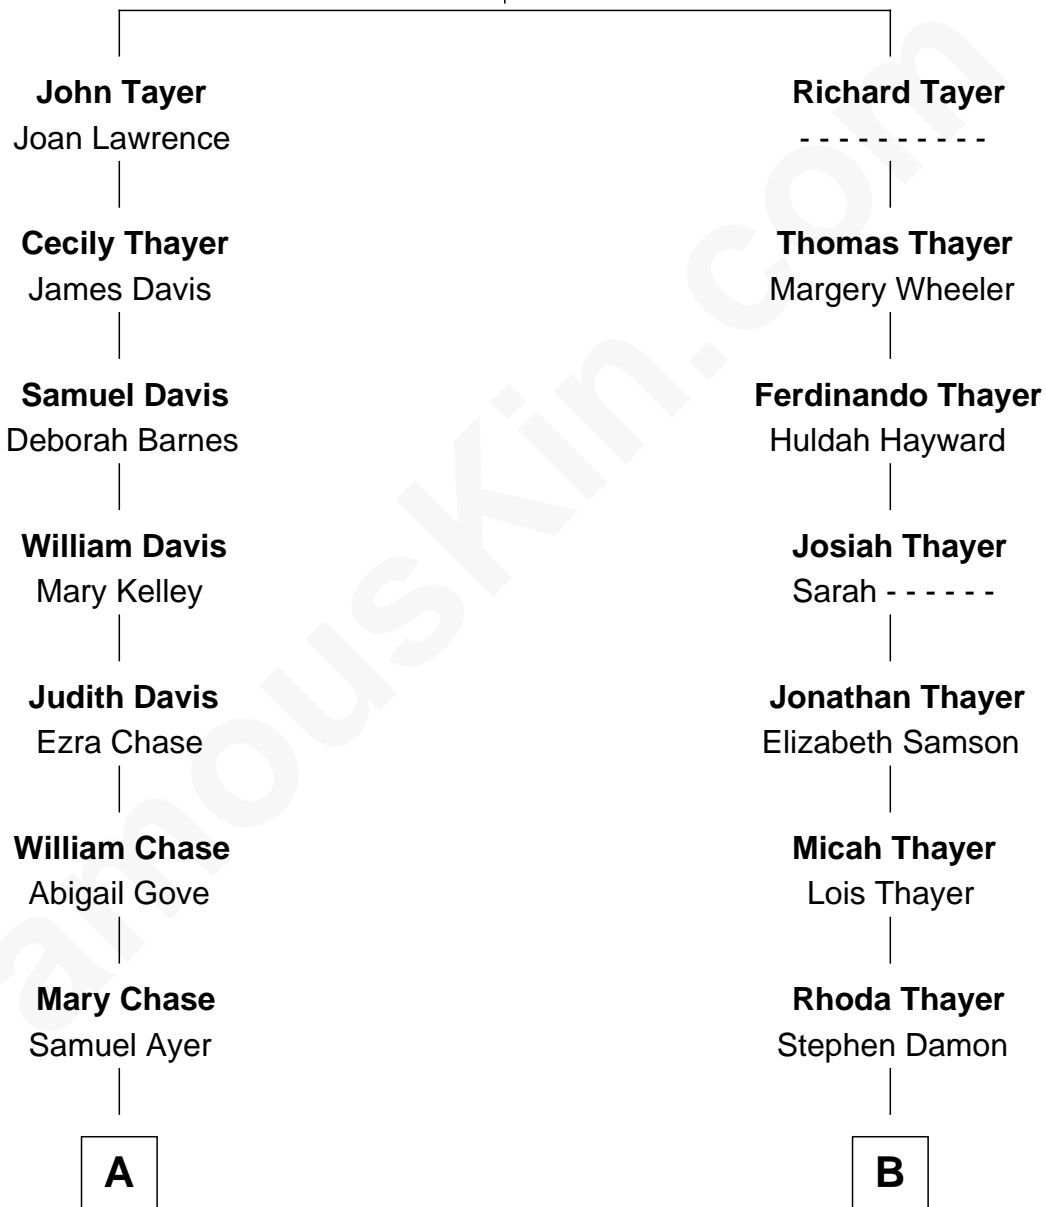 John Tayer
Joan Lawrence
Cecily Thayer
James Davis
Samuel Davis
Deborah Barnes
William Davis
Mary Kelley
Judith Davis
Ezra Chase
William Chase
Abigail Gove
Mary Chase
Samuel Ayer
A
Richard Tayer
- - - - - - - - - -
Thomas Thayer
Margery Wheeler
Ferdinando Thayer
Huldah Hayward
Josiah Thayer
Sarah - - - - - -
Jonathan Thayer
Elizabeth Samson
Micah Thayer
Lois Thayer
Rhoda Thayer
Stephen Damon
B
amouskin.com